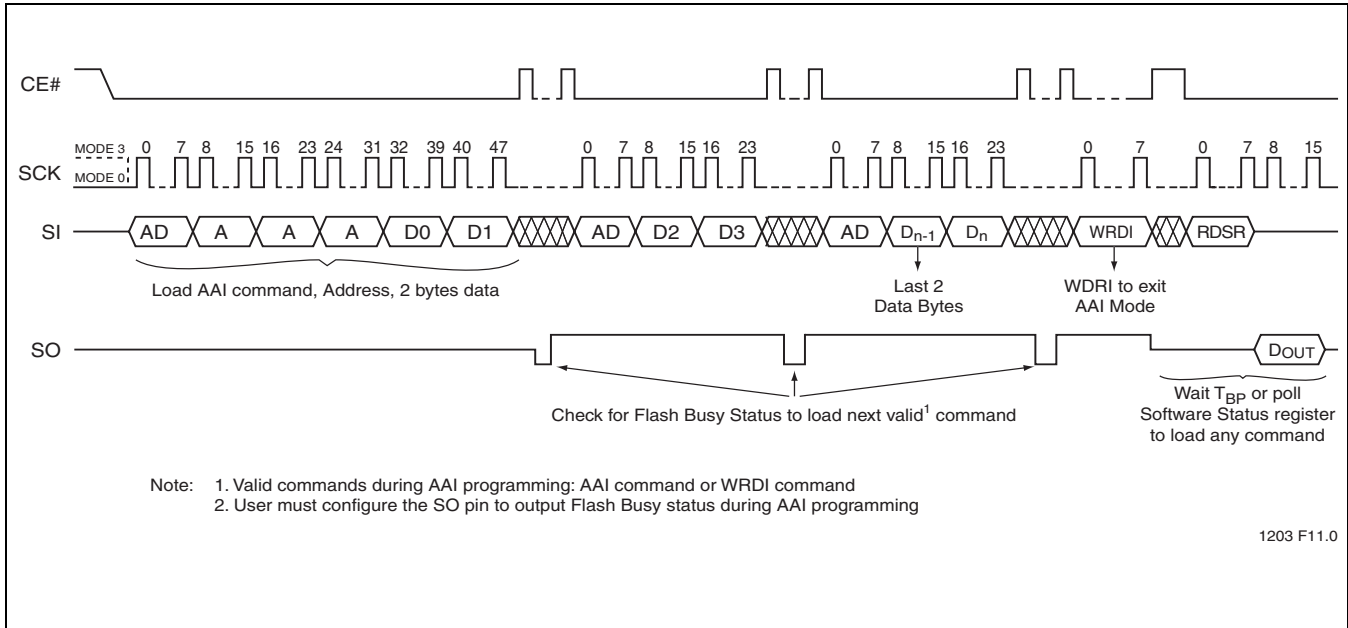 CE#
MODE 3
MODE 0
SCK
0 7 8 15 16 23 24 31 32 39 40 47 0 7 8 15 16 23 0 7 8 15 16 23 0 7 0 7 8 15
SI
AD A A A D0 D1 AD D2 D3 AD Dn-1 Dn WRDI RDSR
Load AAI command, Address, 2 bytes data
Last 2
Data Bytes
WDRI to exit
AAI Mode
SO
DOUT
Check for Flash Busy Status to load next valid1 command
Wait TBP or poll
Software Status register
to load any command
Note: 1. Valid commands during AAI programming: AAI command or WRDI command
2. User must configure the SO pin to output Flash Busy status during AAI programming
1203 F11.0